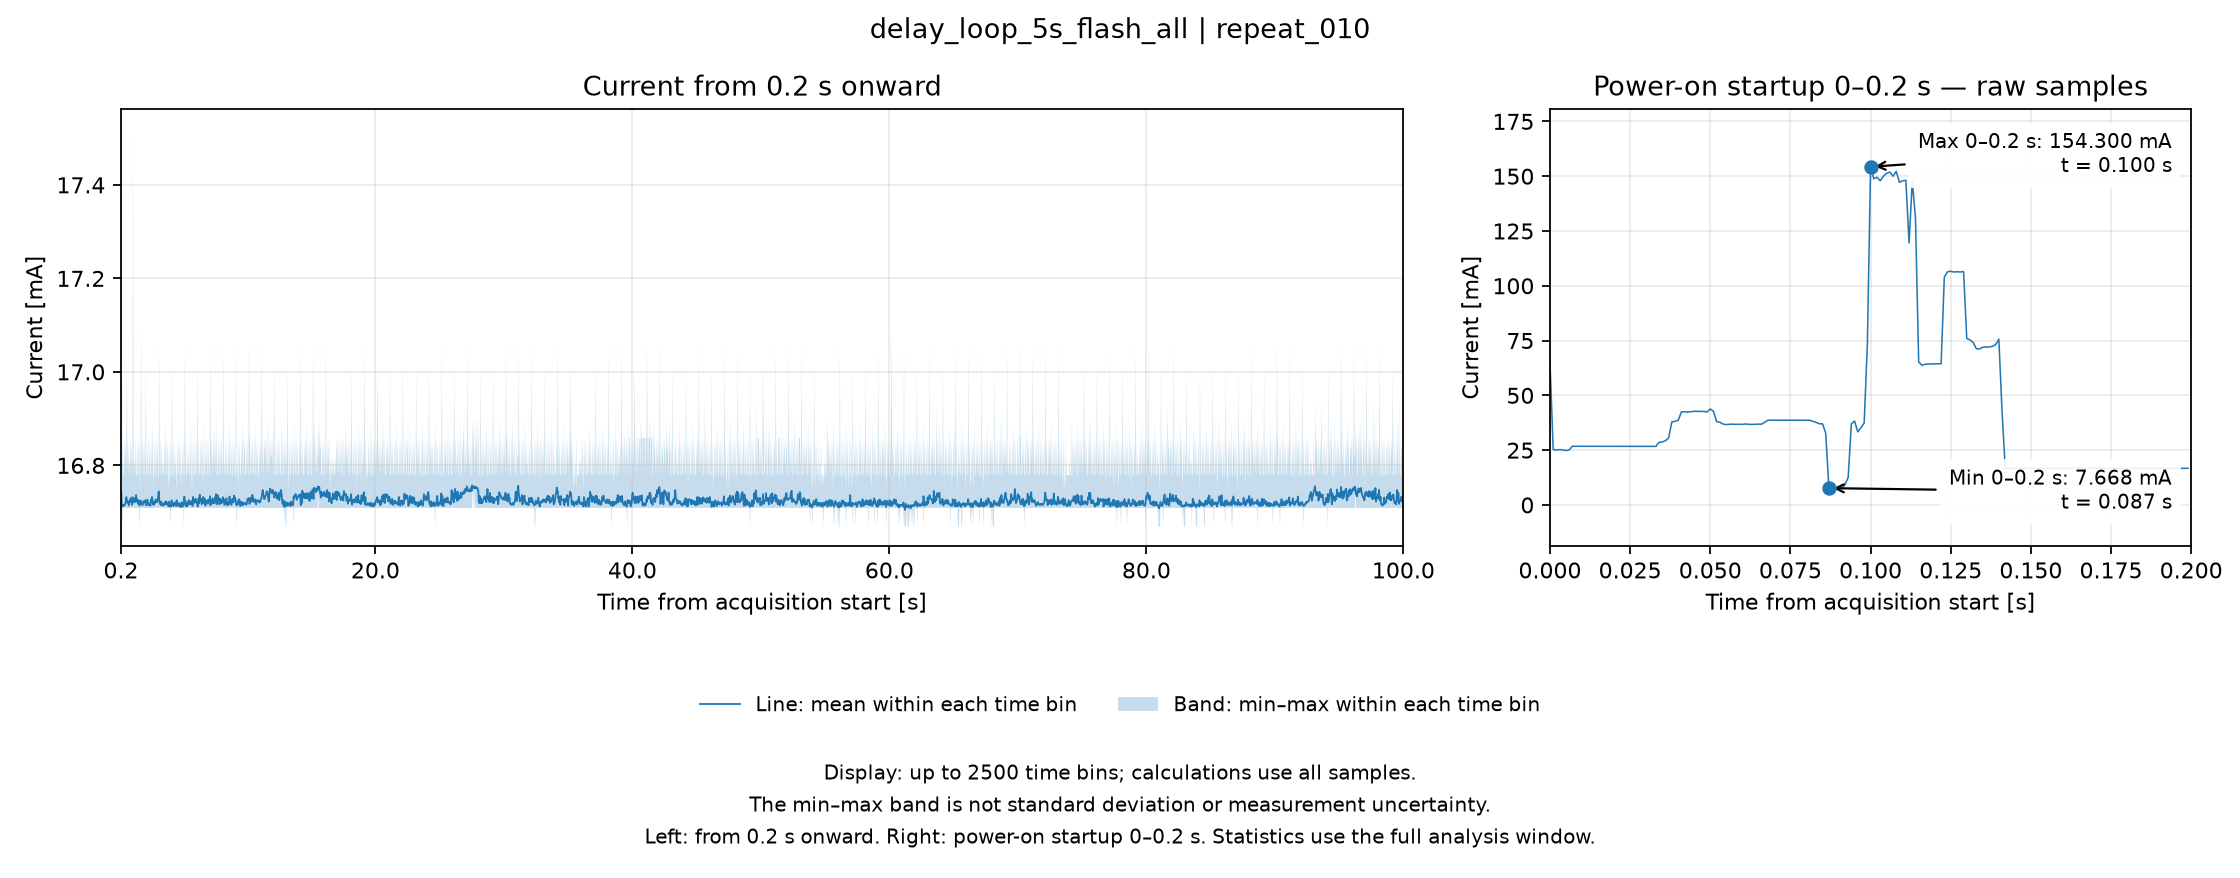 delay_loop_5s_flash_all | repeat_010
Current from 0.2 s onward
Current [mA]
17.4
17.2
17.0
16.8
0.2
20.0
40.0
60.0
80.0
100.0
Time from acquisition start [s]
Power-on startup 0–0.2 s — raw samples
Current [mA]
175
150
125
100
75
50
25
0
Max 0–0.2 s: 154.300 mA
t = 0.100 s
Min 0–0.2 s: 7.668 mA
t = 0.087 s
0.000
0.025
0.050
0.075
0.100
0.125
0.150
0.175
0.200
Time from acquisition start [s]
Line: mean within each time bin
Band: min–max within each time bin
Display: up to 2500 time bins; calculations use all samples.
The min–max band is not standard deviation or measurement uncertainty.
Left: from 0.2 s onward. Right: power-on startup 0–0.2 s. Statistics use the full analysis window.